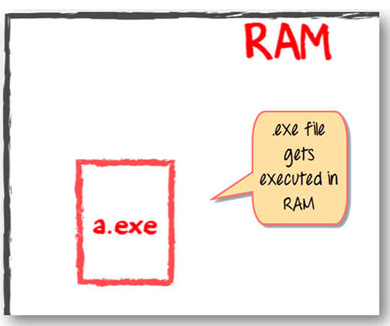 RAM
.exe file
gets
executed in
RAM
a.exe